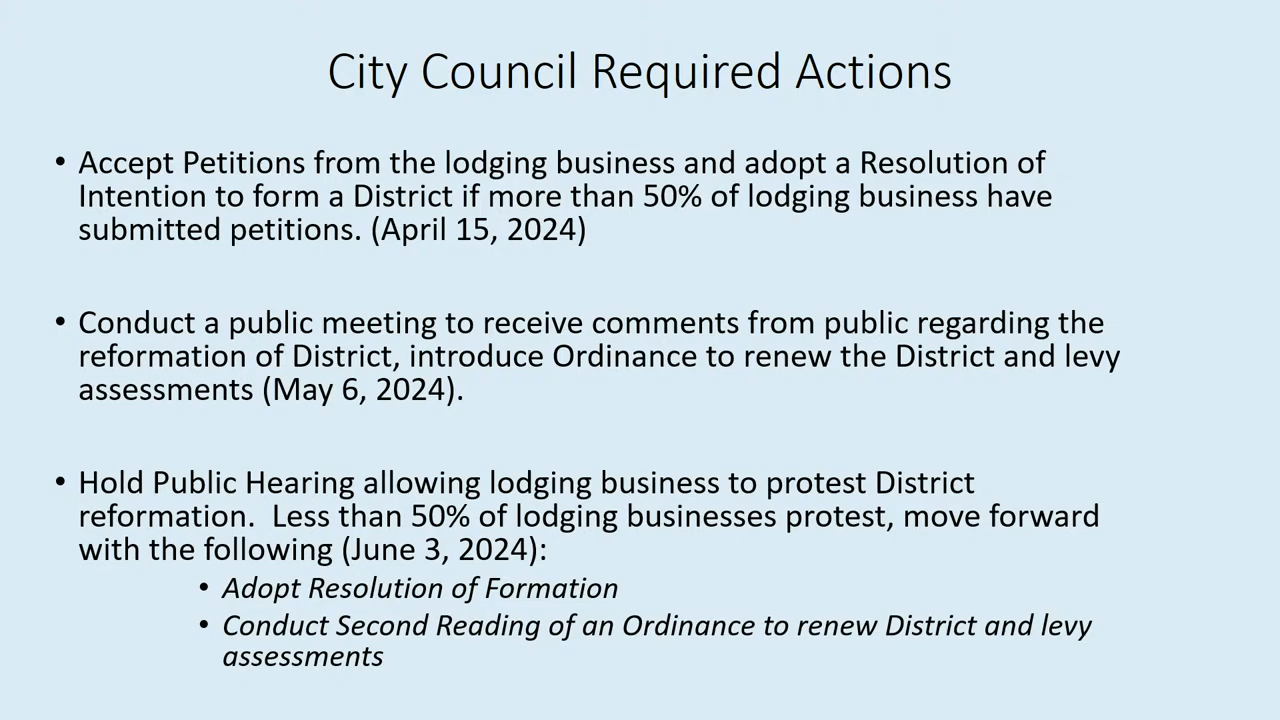 City Council Required Actions
• Accept Petitions from the lodging business and adopt a Resolution of
Intention to form a District if more than 50% of lodging business have
submitted petitions. (April 15, 2024)
• Conduct a public meeting to receive comments from public regarding the
reformation of District, introduce Ordinance to renew the District and levy
assessments (May 6, 2024).
• Hold Public Hearing allowing lodging business to protest District
reformation.  Less than 50% of lodging businesses protest, move forward
with the following (June 3, 2024):
• Adopt Resolution of Formation
• Conduct Second Reading of an Ordinance to renew District and levy
assessments